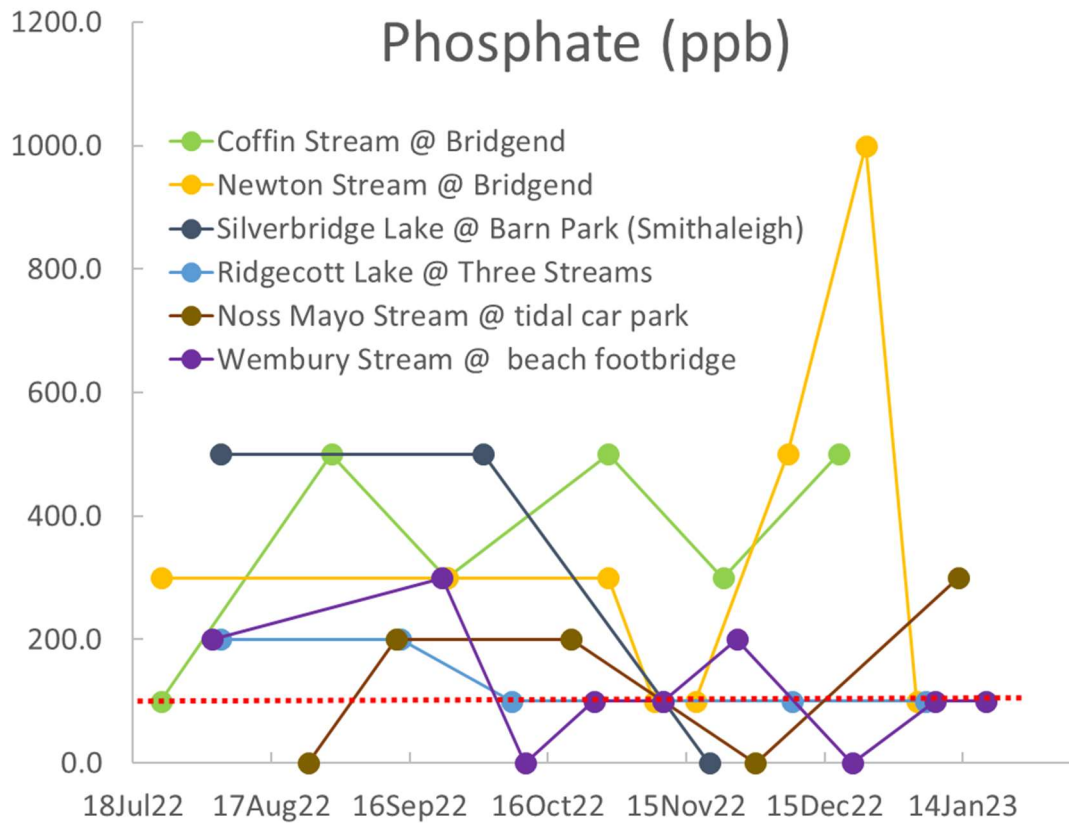 Phosphate (ppb)
1200.0
1000.0
800.0
600.0
400.0
200.0
0.0
Coffin Stream @ Bridgend
Newton Stream @ Bridgend
Silverbridge Lake @ Barn Park (Smithaleigh)
Ridgecott Lake @ Three Streams
Noss Mayo Stream @ tidal car park
Wembury Stream @  beach footbridge
18Jul22 17Aug22 16Sep22 16Oct22 15Nov22 15Dec22 14Jan23